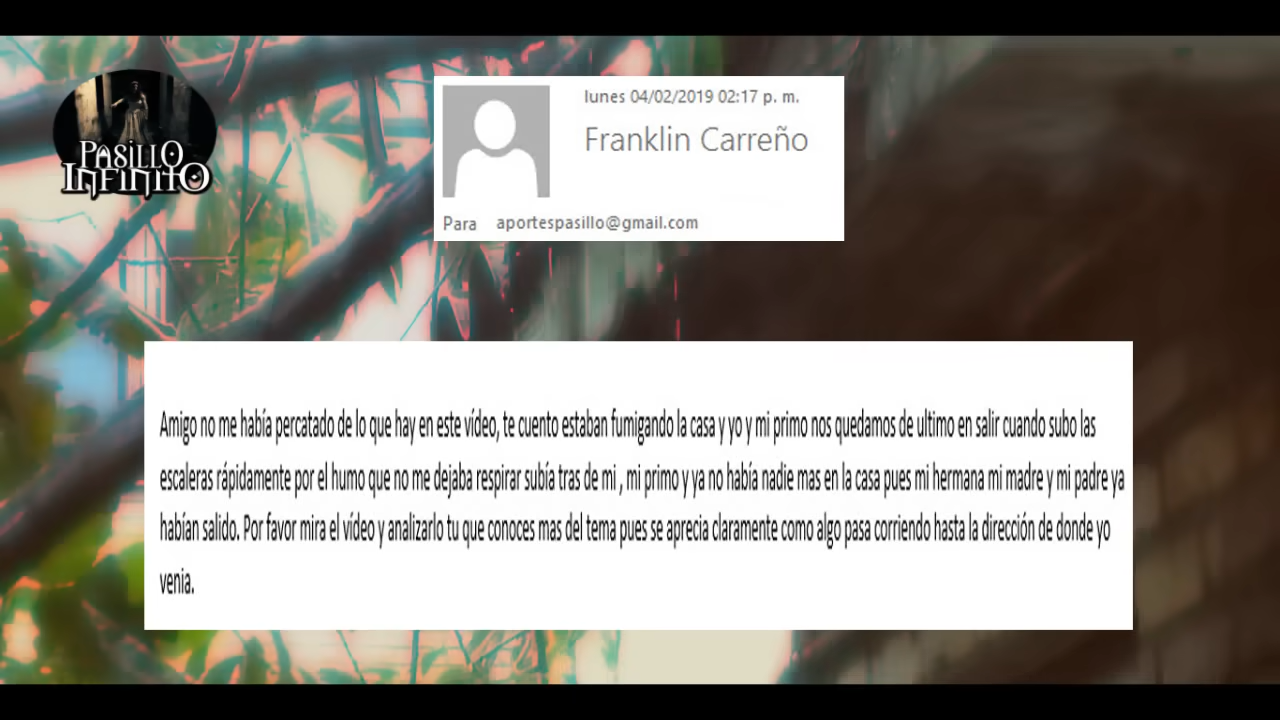 PASILLO
INFINITO
lunes 04/02/2019 02:17 p. m.
Franklin Carreño
Para aportespasillo@gmail.com
Amigo no me había percatado de lo que hay en este vídeo, te cuento estaban fumigando la casa y yo y mi primo nos quedamos de ultimo en salir cuando subo las
escaleras rápidamente por el humo que no me dejaba respirar subía tras de mi , mi primo y ya no había nadie mas en la casa pues mi hermana mi madre y mi padre ya
habían salido. Por favor mira el vídeo y analizarlo tu que conoces mas del tema pues se aprecia claramente como algo pasa corriendo hasta la dirección de donde yo
venia.